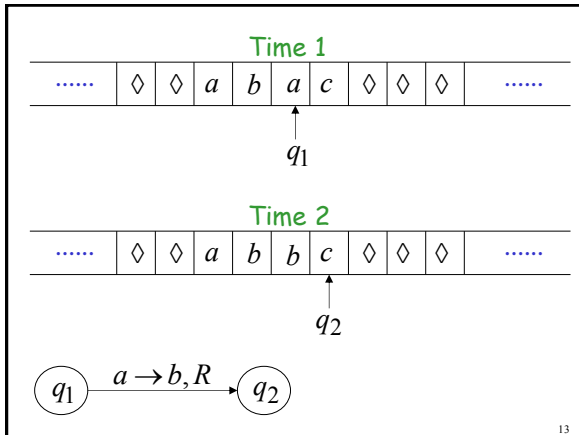 Time 1
...... ◊ ◊ a b a c ◊ ◊ ◊ ......
q1
Time 2
...... ◊ ◊ a b b c ◊ ◊ ◊ ......
q2
a → b, R
q1 q2
13